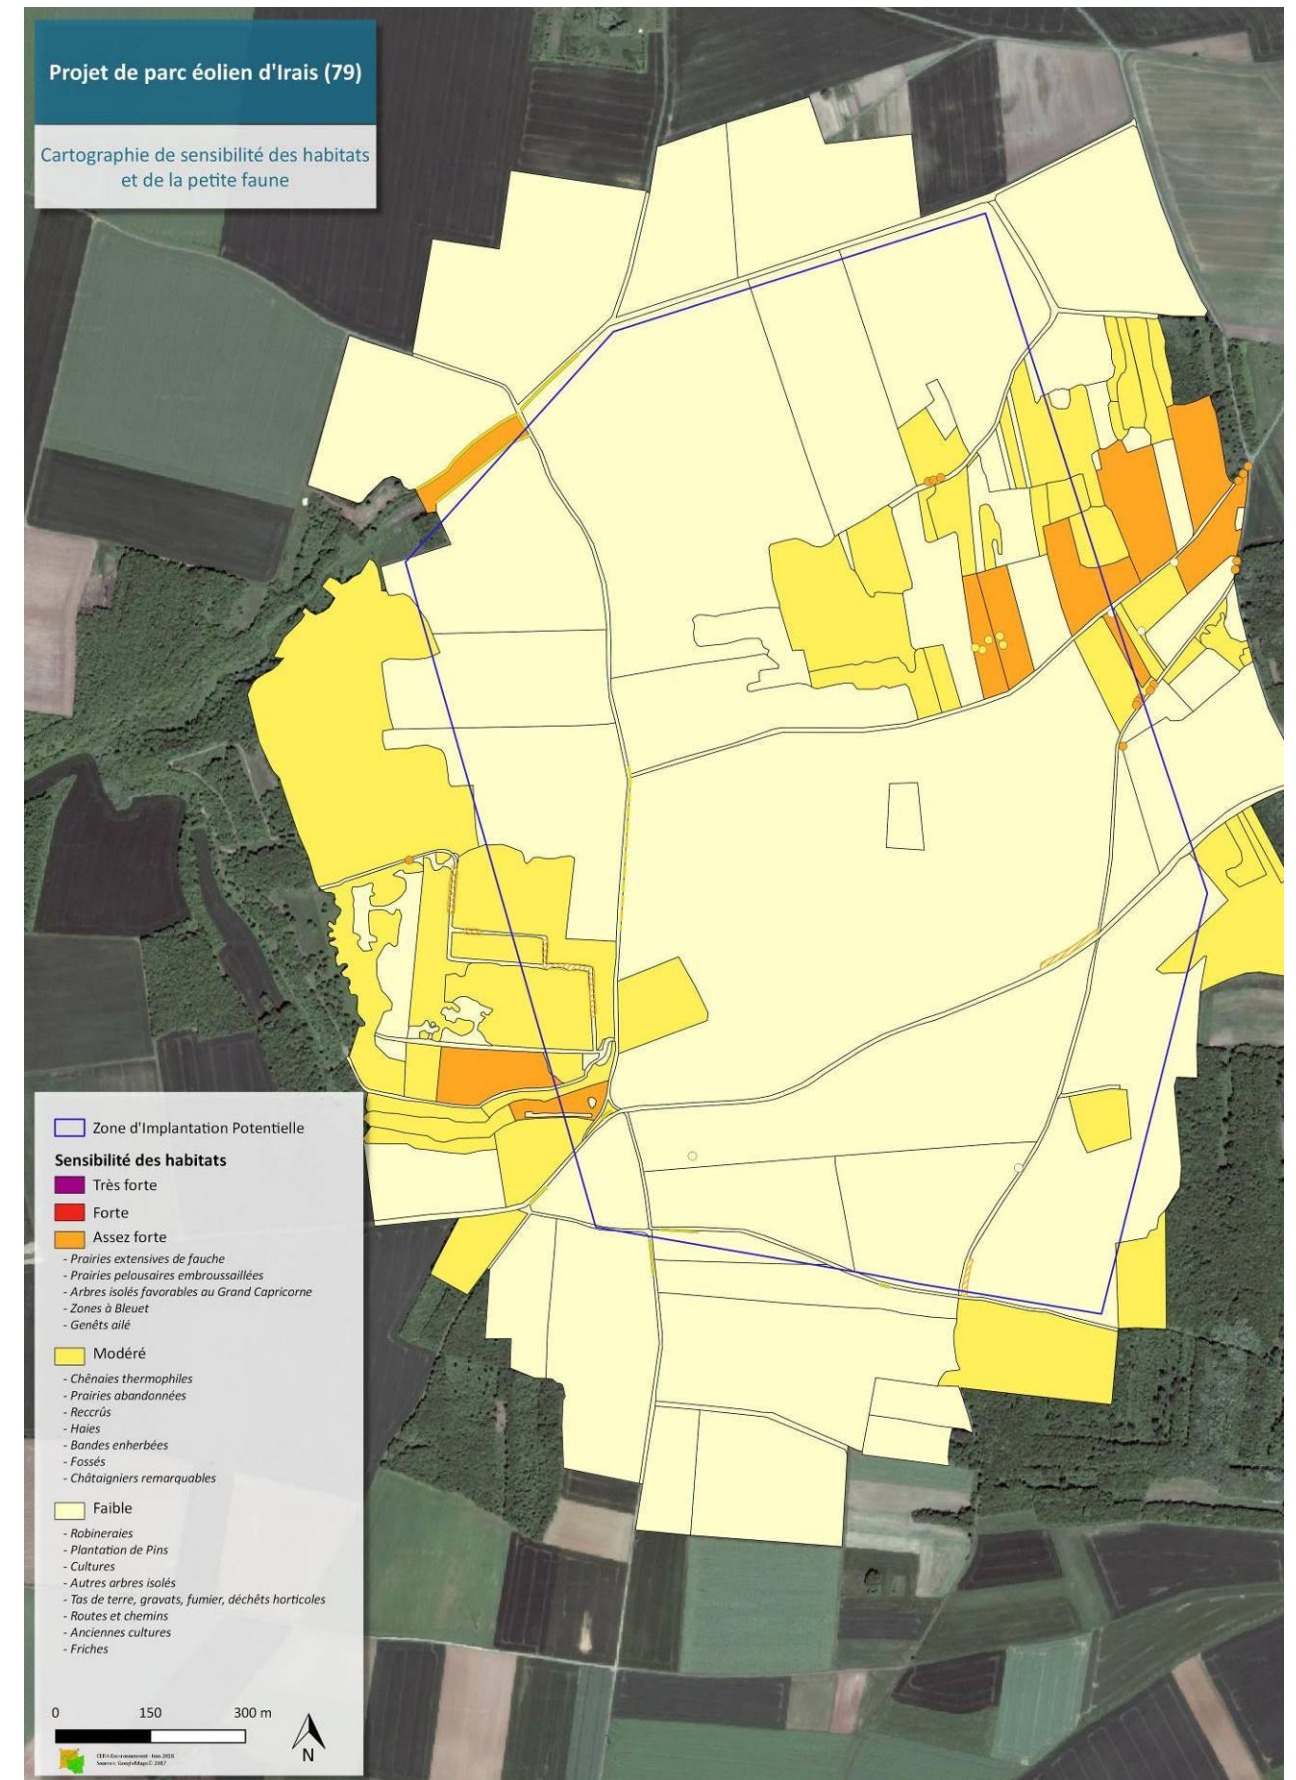 Projet de parc éolien d'Irais (79)
Cartographie de sensibilité des habitats
et de la petite faune
Zone d'Implantation Potentielle
Sensibilité des habitats
Très forte
Forte
Assez forte
- Prairies extensives de fauche
- Prairies pelousaires embroussaillées
- Arbres isolés favorables au Grand Capricorne
- Zones à Bleuet
- Genêts ailé
Modéré
- Chênaies thermophiles
- Prairies abandonnées
- Reccrûs
- Haies
- Bandes enherbées
- Fossés
- Châtaigniers remarquables
Faible
- Robineraies
- Plantation de Pins
- Cultures
- Autres arbres isolés
- Tas de terre, gravats, fumier, déchêts horticoles
- Routes et chemins
- Anciennes cultures
- Friches
0 150 300 m
N